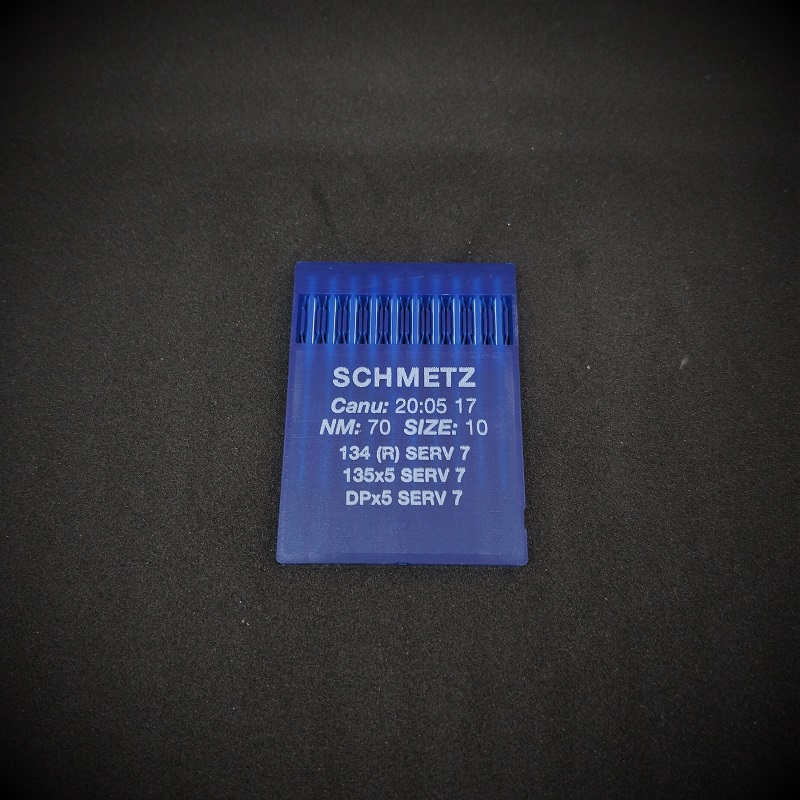 SCHMETZ
Canu: 20:05 17
NM: 70 SIZE: 10
134 (R) SERV 7
135x5 SERV 7
DPx5 SERV 7